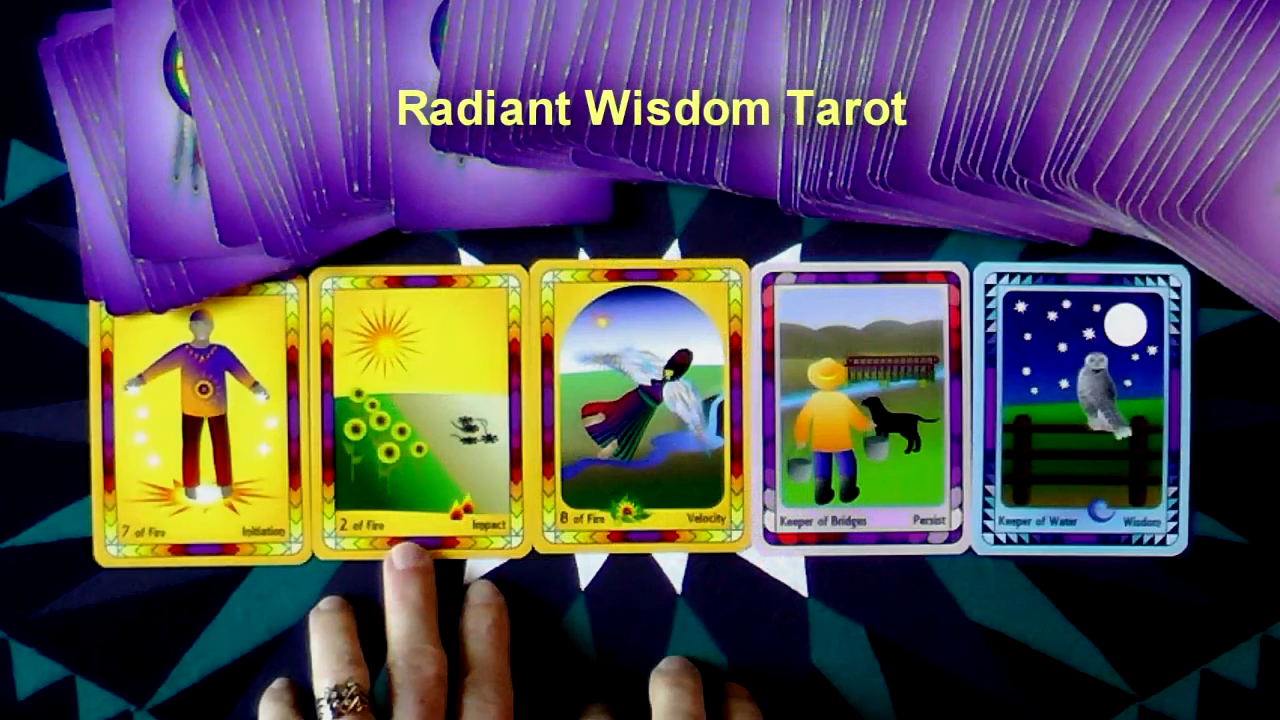 Radiant Wisdom Tarot
7 of Fire Initiation
2 of Fire Impact
8 of Fire Velocity
Keeper of Bridges Persist
Keeper of Water Wisdom